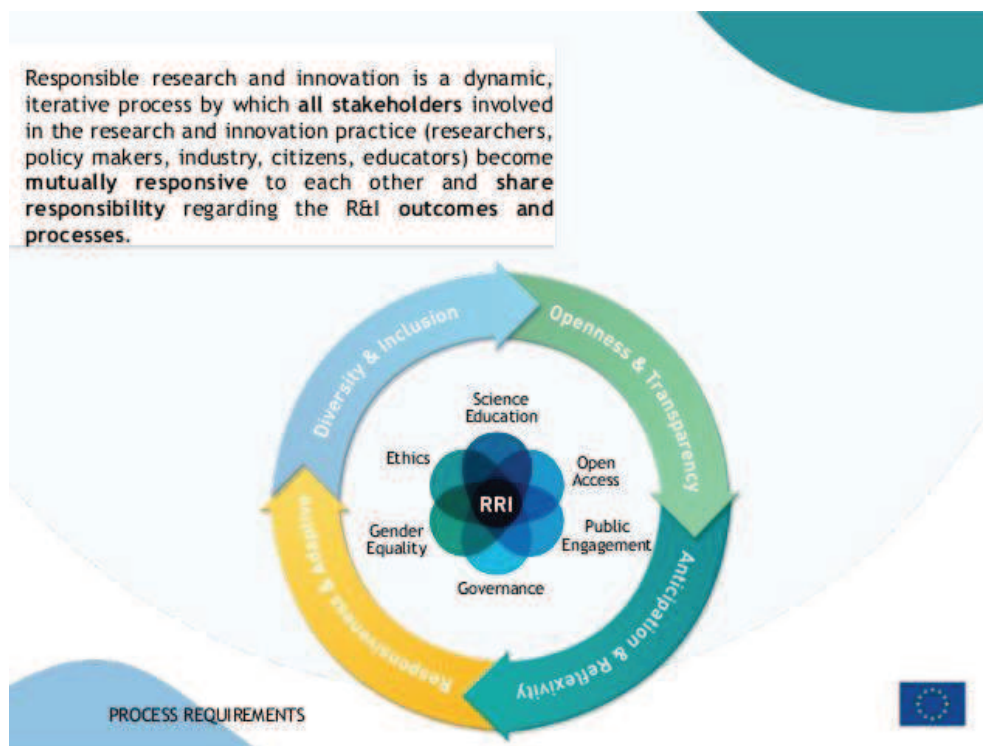 Responsible research and innovation is a dynamic,
iterative process by which all stakeholders involved
in the research and innovation practice (researchers,
policy makers, industry, citizens, educators) become
mutually responsive to each other and share
responsibility regarding the R&I outcomes and
processes.
Diversity & Inclusion
Openness & Transparency
Anticipation & Reflexivity
Responsiveness & Adaptive
Science
Education
Ethics
Open
Access
RRI
Gender
Equality
Public
Engagement
Governance
PROCESS REQUIREMENTS